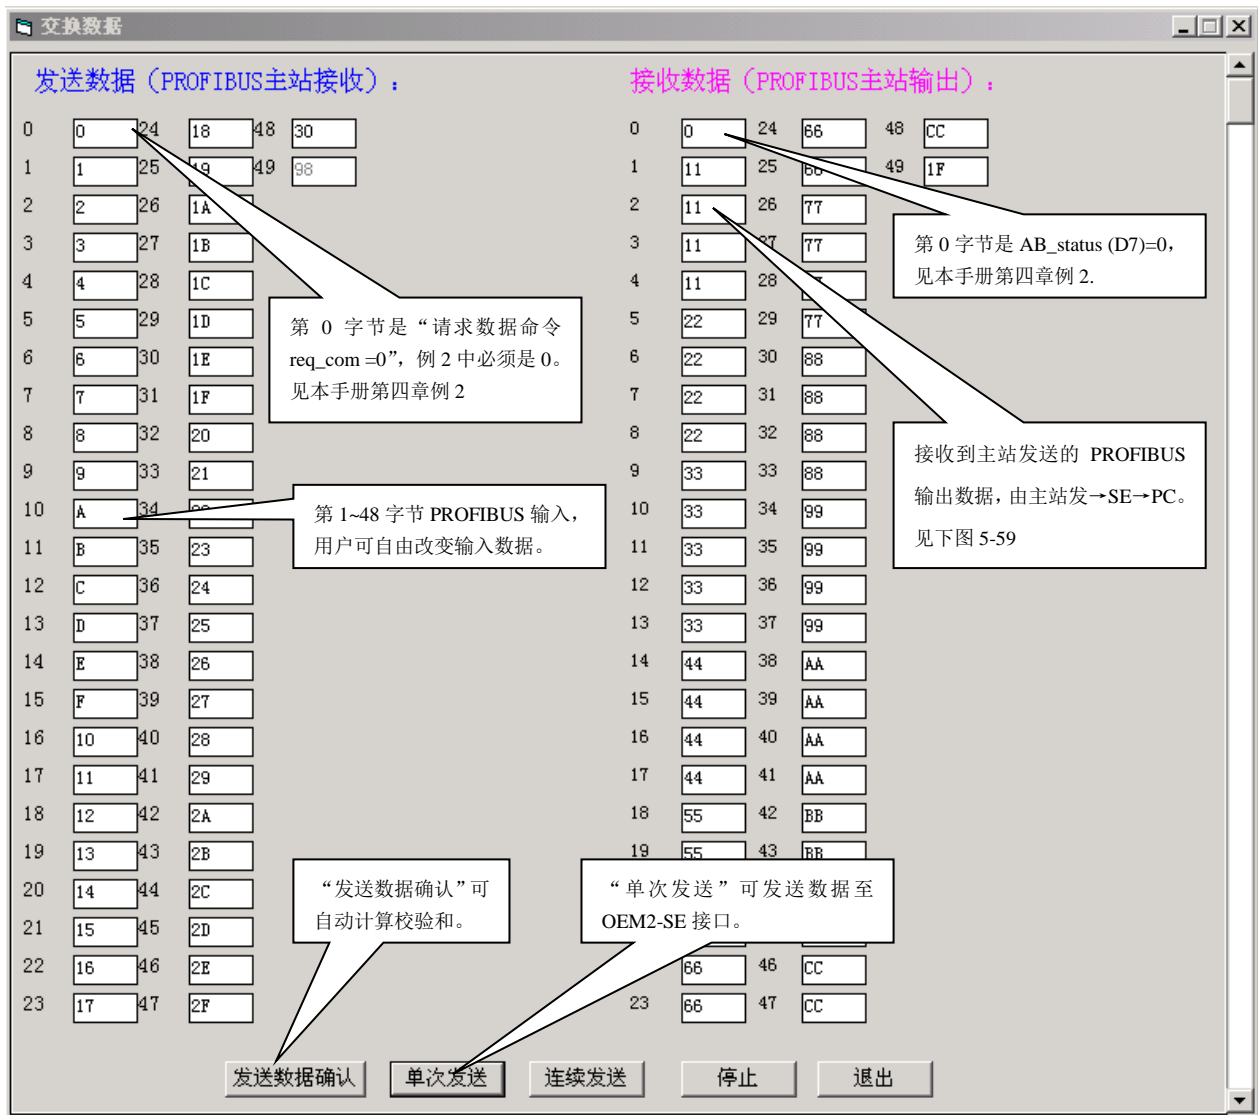 交换数据
发送数据（PROFIBUS主站接收）：
接收数据（PROFIBUS主站输出）：
0 0 24 18 48 30
1 1 25 19 49 98
2 2 26 1A
3 3 27 1B
4 4 28 1C
5 5 29 1D
6 6 30 1E
7 7 31 1F
8 8 32 20
9 9 33 21
10 A 34
11 B 35 23
12 C 36 24
13 D 37 25
14 E 38 26
15 F 39 27
16 10 40 28
17 11 41 29
18 12 42 2A
19 13 43 2B
20 14 44 2C
21 15 45 2D
22 16 46 2E
23 17 47 2F
0 0 24 66 48 CC
1 11 25 66 49 1F
2 11 26 77
3 11 27 77
4 11 28
5 22 29 77
6 22 30 88
7 22 31 88
8 22 32 88
9 33 33 88
10 33 34 99
11 33 35 99
12 33 36 99
13 33 37 99
14 44 38 AA
15 44 39 AA
16 44 40 AA
17 44 41 AA
18 55 42 BB
19 55 43 BB
66 46 CC
23 66 47 CC
第 0 字节是“请求数据命令
req_com =0”，例 2 中必须是 0。
见本手册第四章例 2
第 1~48 字节 PROFIBUS 输入，
用户可自由改变输入数据。
第 0 字节是 AB_status (D7)=0，
见本手册第四章例 2.
接收到主站发送的 PROFIBUS
输出数据，由主站发→SE→PC。
见下图 5-59
“发送数据确认”可
自动计算校验和。
“单次发送”可发送数据至
OEM2-SE 接口。
发送数据确认 单次发送 连续发送 停止 退出